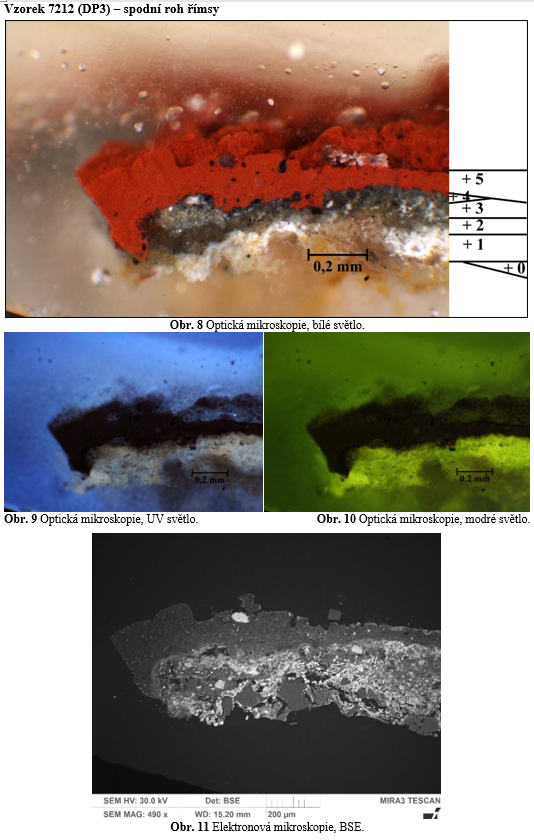 Vzorek 7212 (DP3) – spodní roh římsy
+ 5
+ 4
+ 3
+ 2
+ 1
+ 0
0,2 mm
Obr. 8 Optická mikroskopie, bílé světlo.
0.2 mm
0.2 mm
Obr. 9 Optická mikroskopie, UV světlo.
Obr. 10 Optická mikroskopie, modré světlo.
SEM HV: 30.0 kV Det: BSE MIRA3 TESCAN
SEM MAG: 490 x WD: 15.20 mm 200 µm
Obr. 11 Elektronová mikroskopie, BSE.